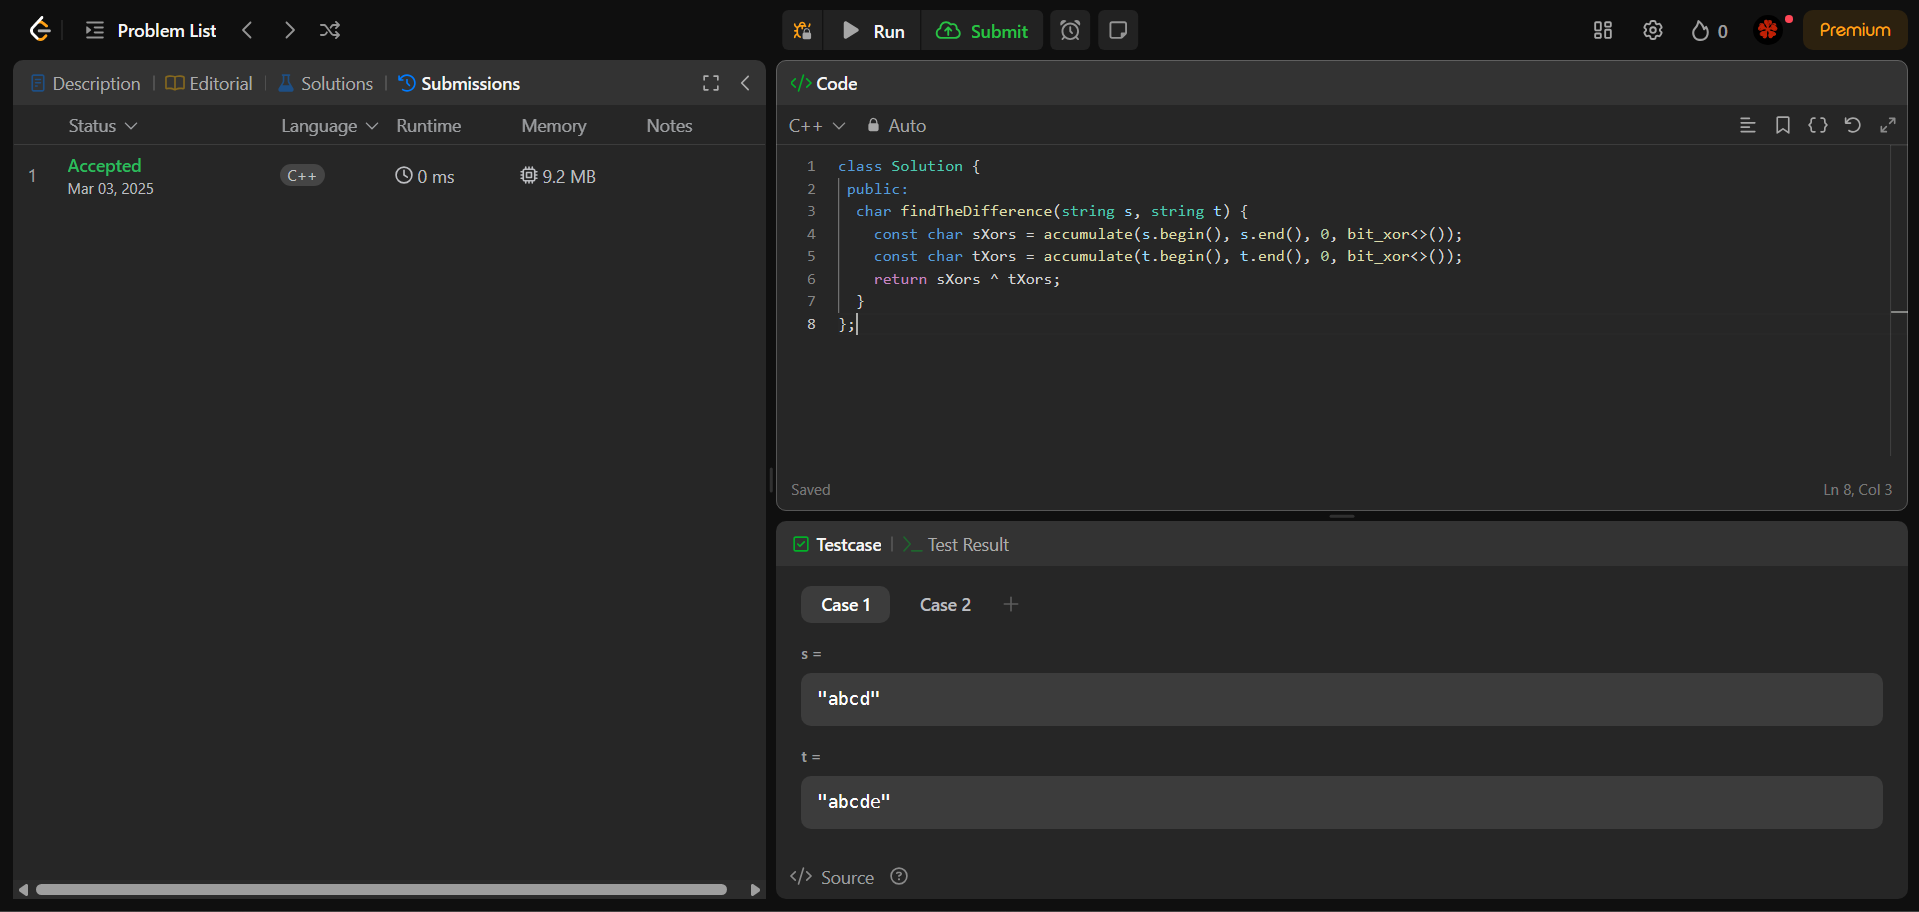 Problem List
Run
Submit
0
Premium
Description
Editorial
Solutions
Submissions
Status
Language
Runtime
Memory
Notes
1
Accepted
Mar 03, 2025
C++
0 ms
9.2 MB
</> Code
C++
Auto
1 class Solution {
2 public:
3 char findTheDifference(string s, string t) {
4 const char sXors = accumulate(s.begin(), s.end(), 0, bit_xor<>());
5 const char tXors = accumulate(t.begin(), t.end(), 0, bit_xor<>());
6 return sXors ^ tXors;
7 }
8 };
Saved
Ln 8, Col 3
Testcase
>_ Test Result
Case 1
Case 2
s =
"abcd"
t =
"abcde"
</> Source